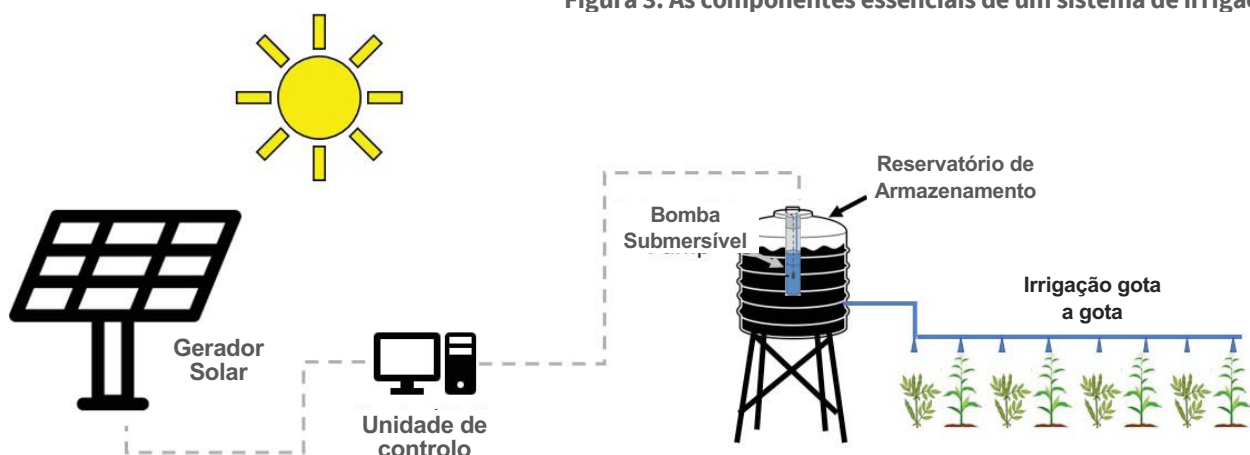 Figura 3. As componentes essenciais de um sistema de
Reservatório de
Armazenamento
Bomba
Submersível
Irrigação gota
a gota
Gerador
Solar
Unidade de
controlo